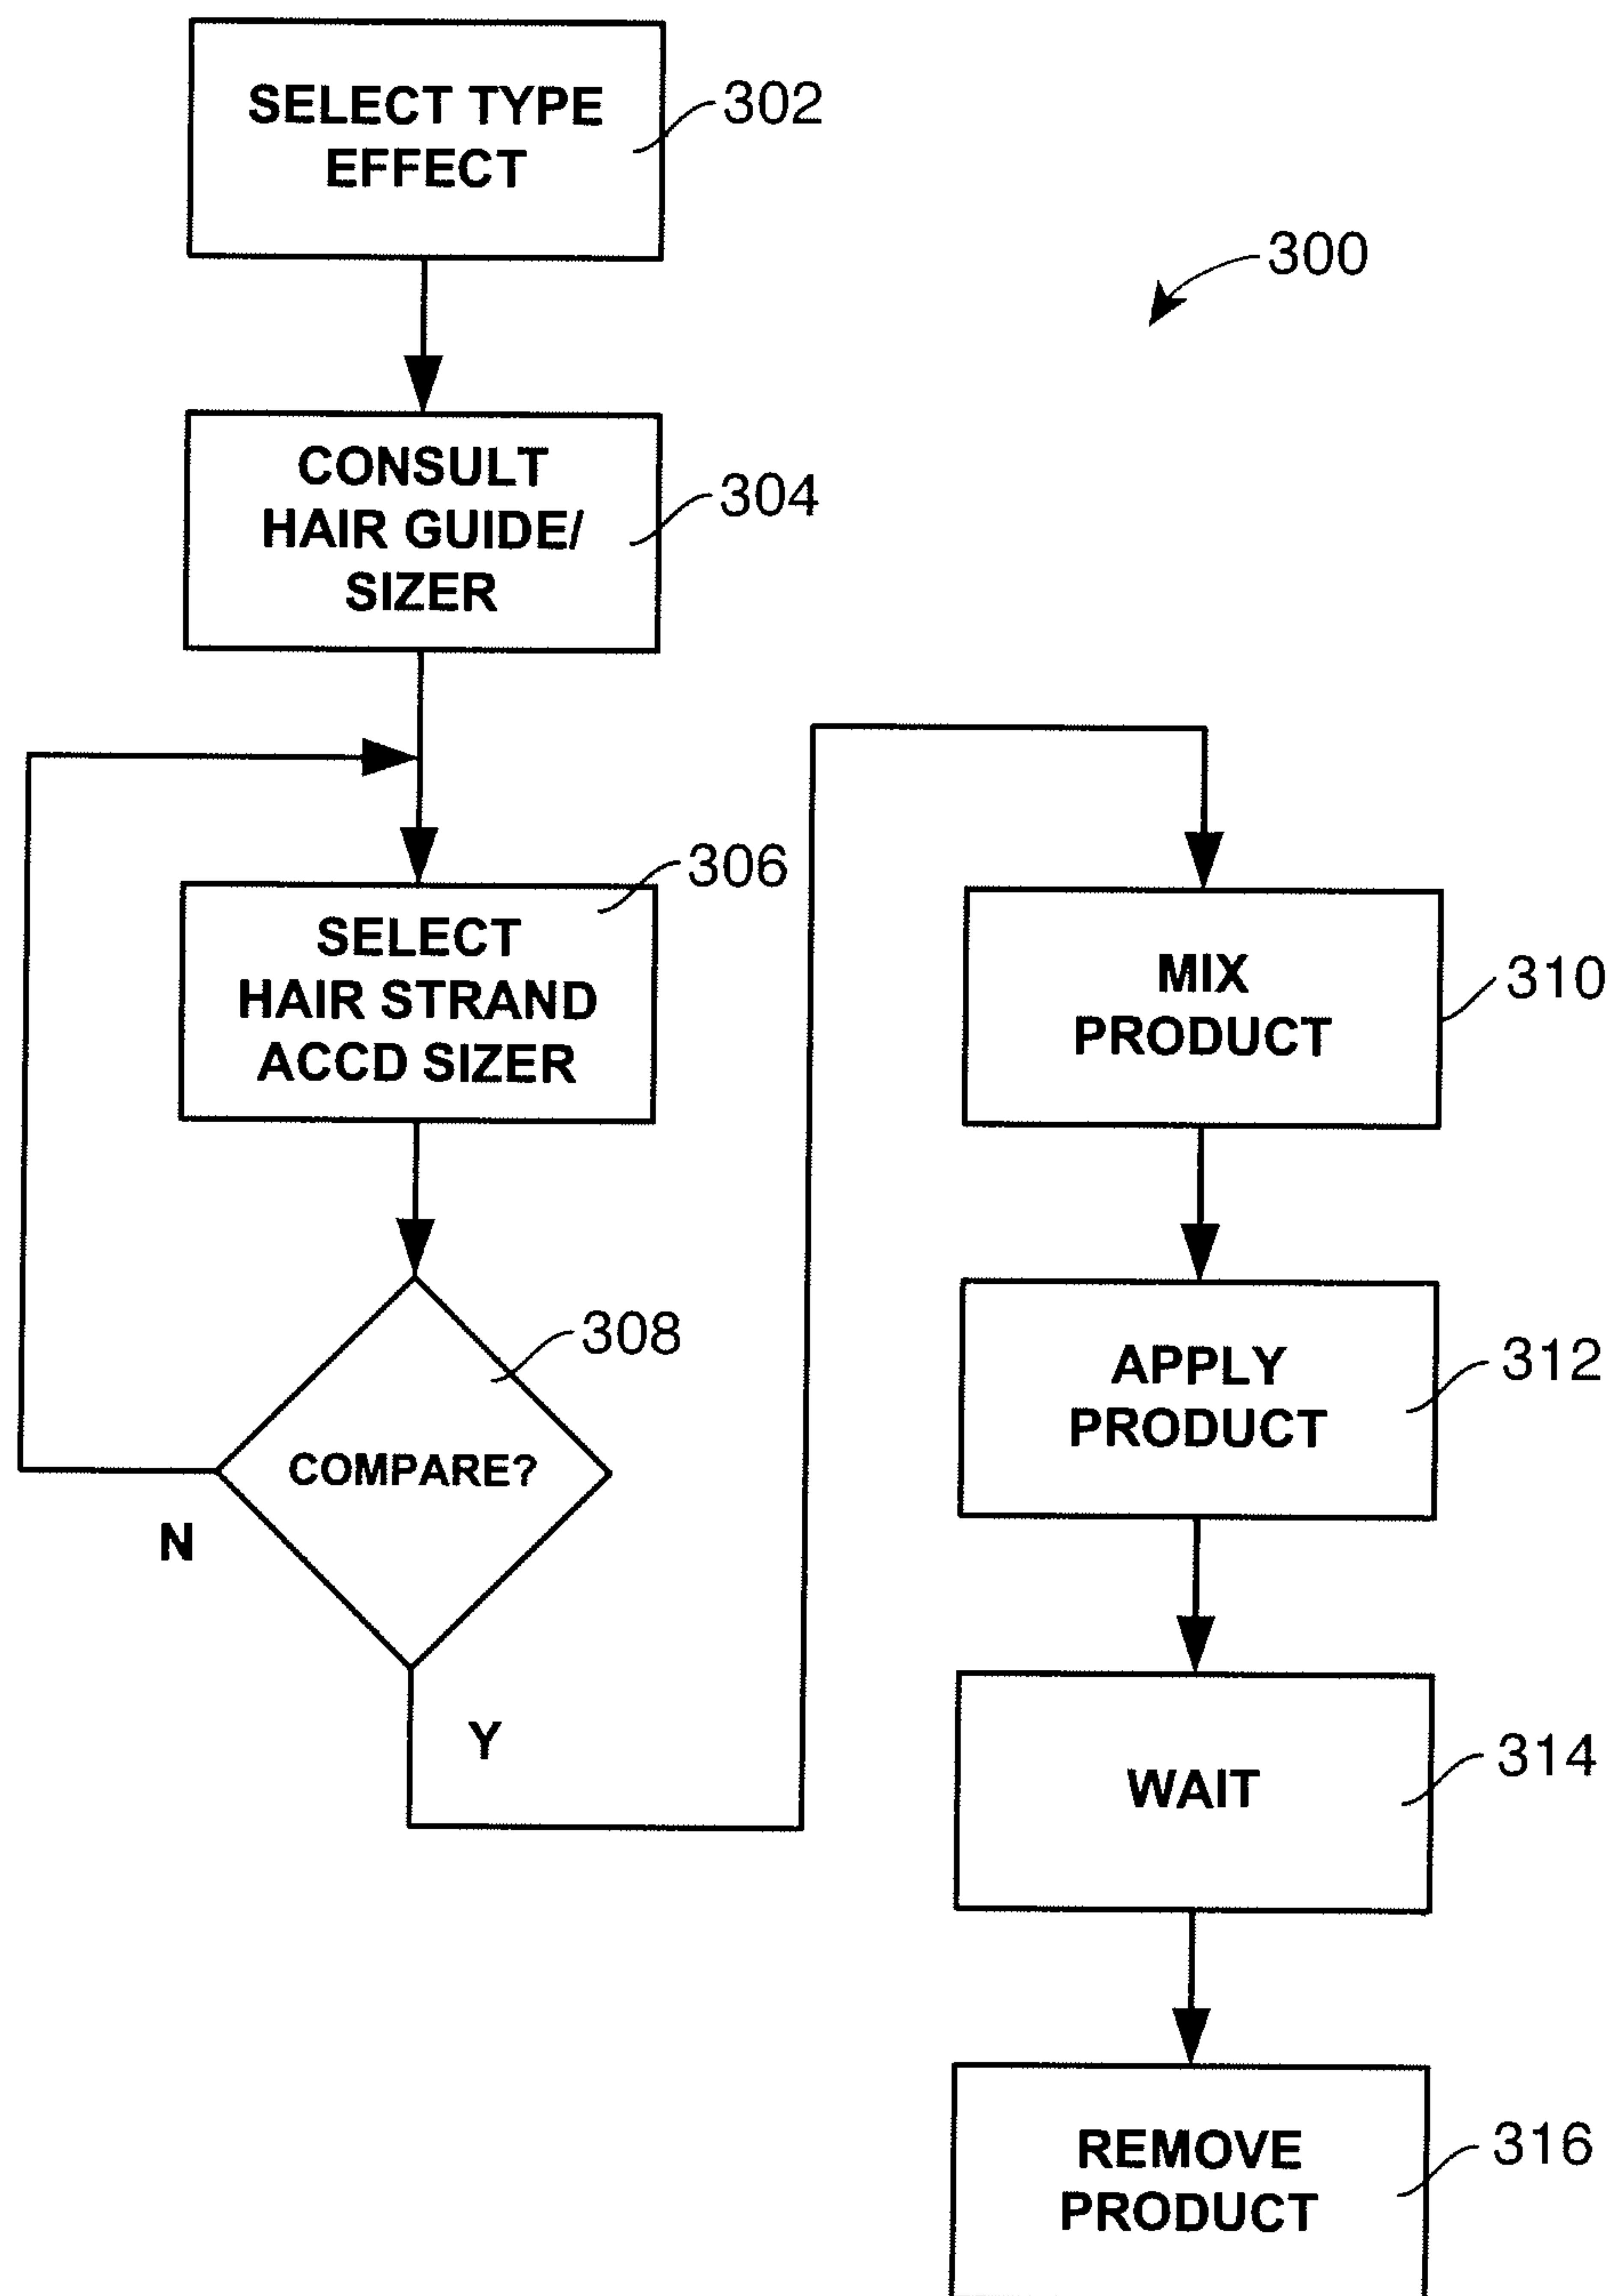 SELECT TYPE
EFFECT
302
300
CONSULT
HAIR GUIDE/
SIZER
304
306
SELECT
HAIR STRAND
ACCD SIZER
308
COMPARE?
N
Y
MIX
PRODUCT
310
APPLY
PRODUCT
312
WAIT
314
REMOVE
PRODUCT
316